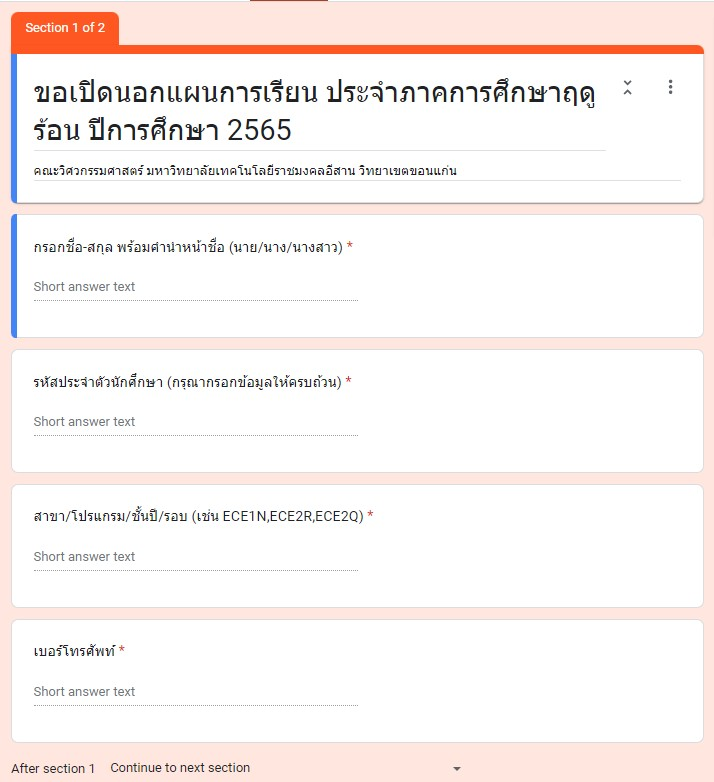 Section 1 of 2
ขอเปิดนอกแผนการเรียน ประจำภาคการศึกษาฤดู
ร้อน ปีการศึกษา 2565
คณะวิศวกรรมศาสตร์ มหาวิทยาลัยเทคโนโลยีราชมงคลอีสาน วิทยาเขตขอนแก่น
กรอกชื่อ-สกุล พร้อมคำนำหน้าชื่อ (นาย/นาง/นางสาว) *
Short answer text
รหัสประจำตัวนักศึกษา (กรุณากรอกข้อมูลให้ครบถ้วน) *
Short answer text
สาขา/โปรแกรม/ชั้นปี/รอบ (เช่น ECE1N,ECE2R,ECE2Q) *
Short answer text
เบอร์โทรศัพท์ *
Short answer text
After section 1 Continue to next section